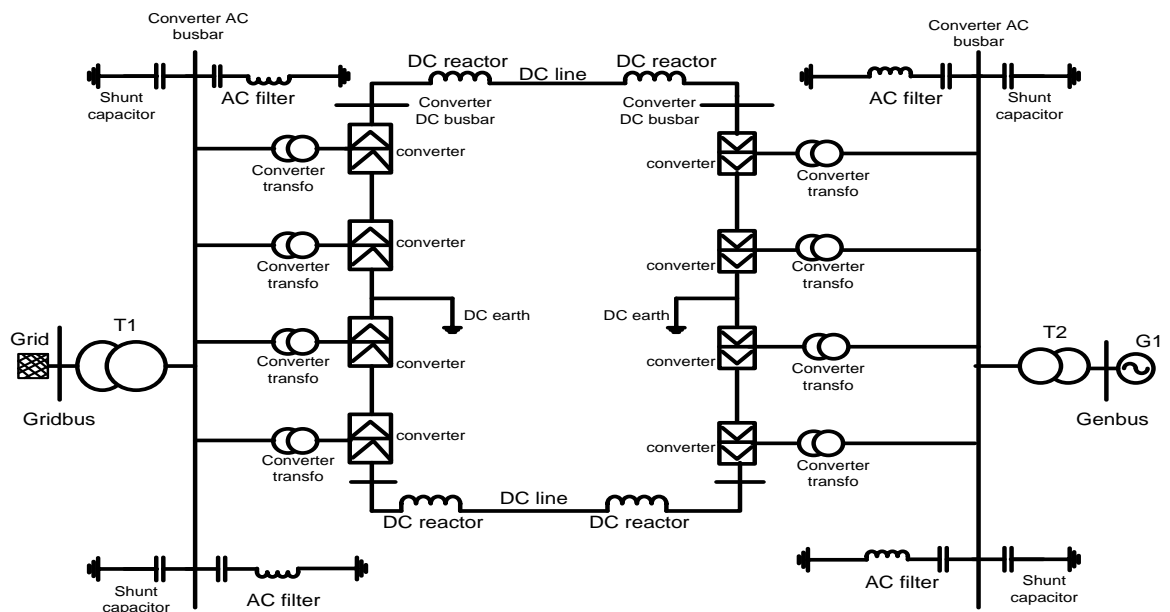 Converter AC
busbar
Shunt
capacitor
AC filter
DC reactor
DC line
DC reactor
Converter
DC busbar
Converter
DC busbar
Converter AC
busbar
AC filter
Shunt
capacitor
converter
Converter
transfo
converter
Converter
transfo
converter
Converter
transfo
converter
Converter
transfo
DC earth
DC earth
Grid
T1
Gridbus
converter
Converter
transfo
converter
Converter
transfo
T2
G1
Genbus
converter
Converter
transfo
converter
Converter
transfo
DC line
DC reactor
DC reactor
Shunt
capacitor
AC filter
AC filter
Shunt
capacitor